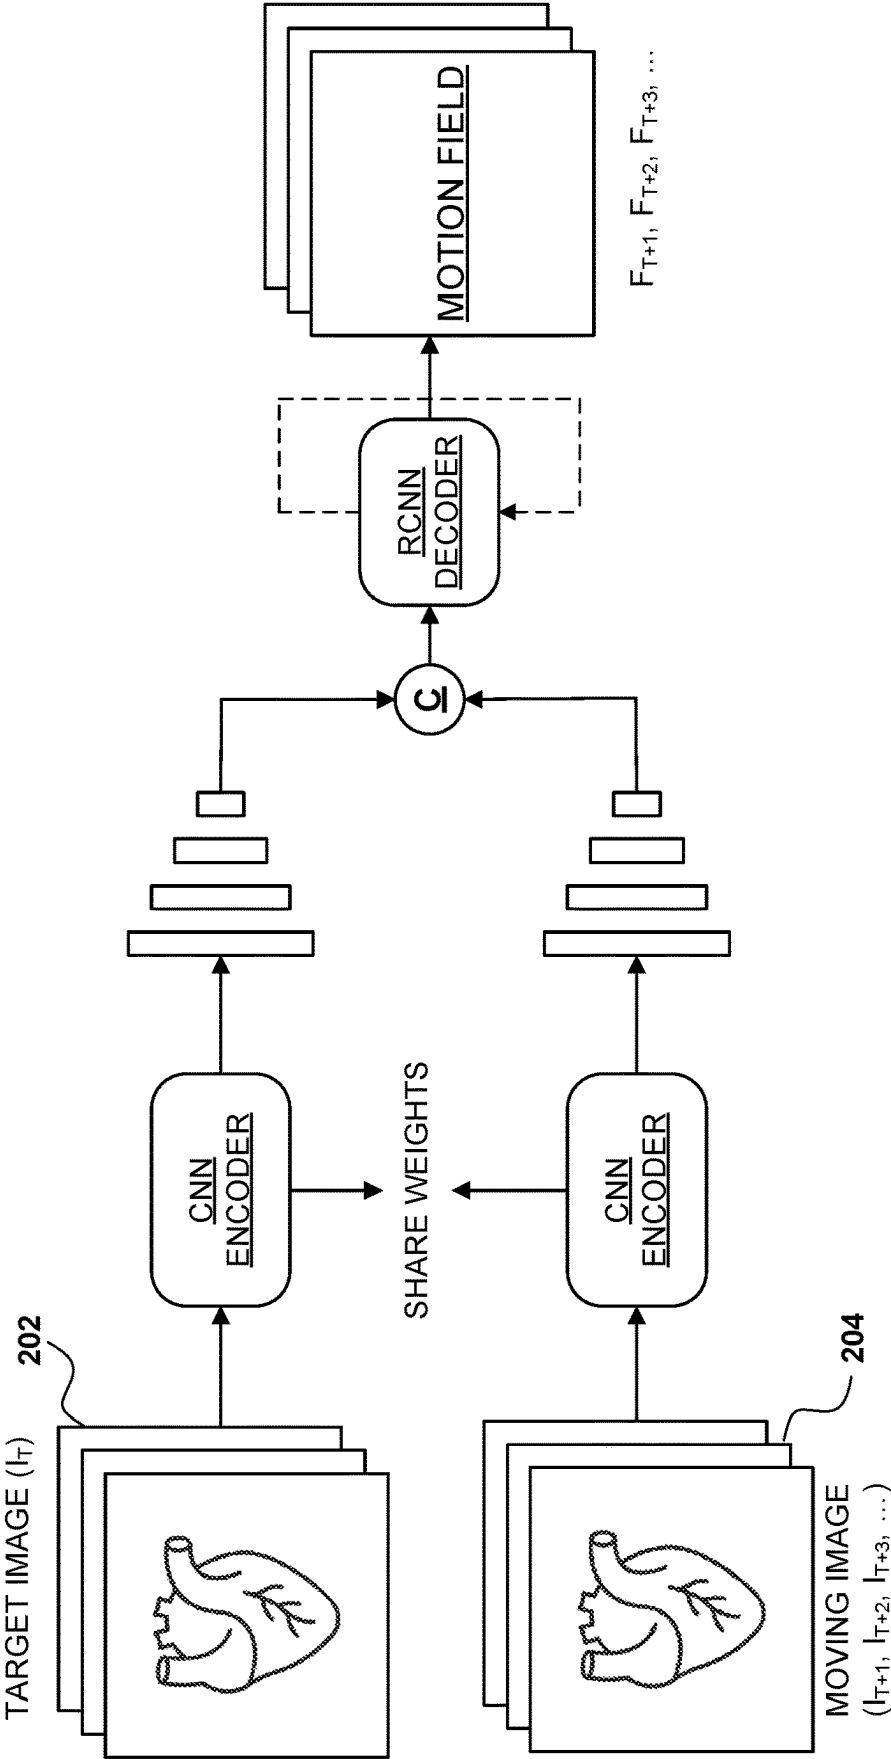 TARGET IMAGE (I_T)
202
CNN
ENCODER
SHARE WEIGHTS
CNN
ENCODER
MOVING IMAGE
(I_T+1, I_T+2, I_T+3, ...)
204
C
RCNN
DECODER
MOTION FIELD
F_T+1, F_T+2, F_T+3, ...